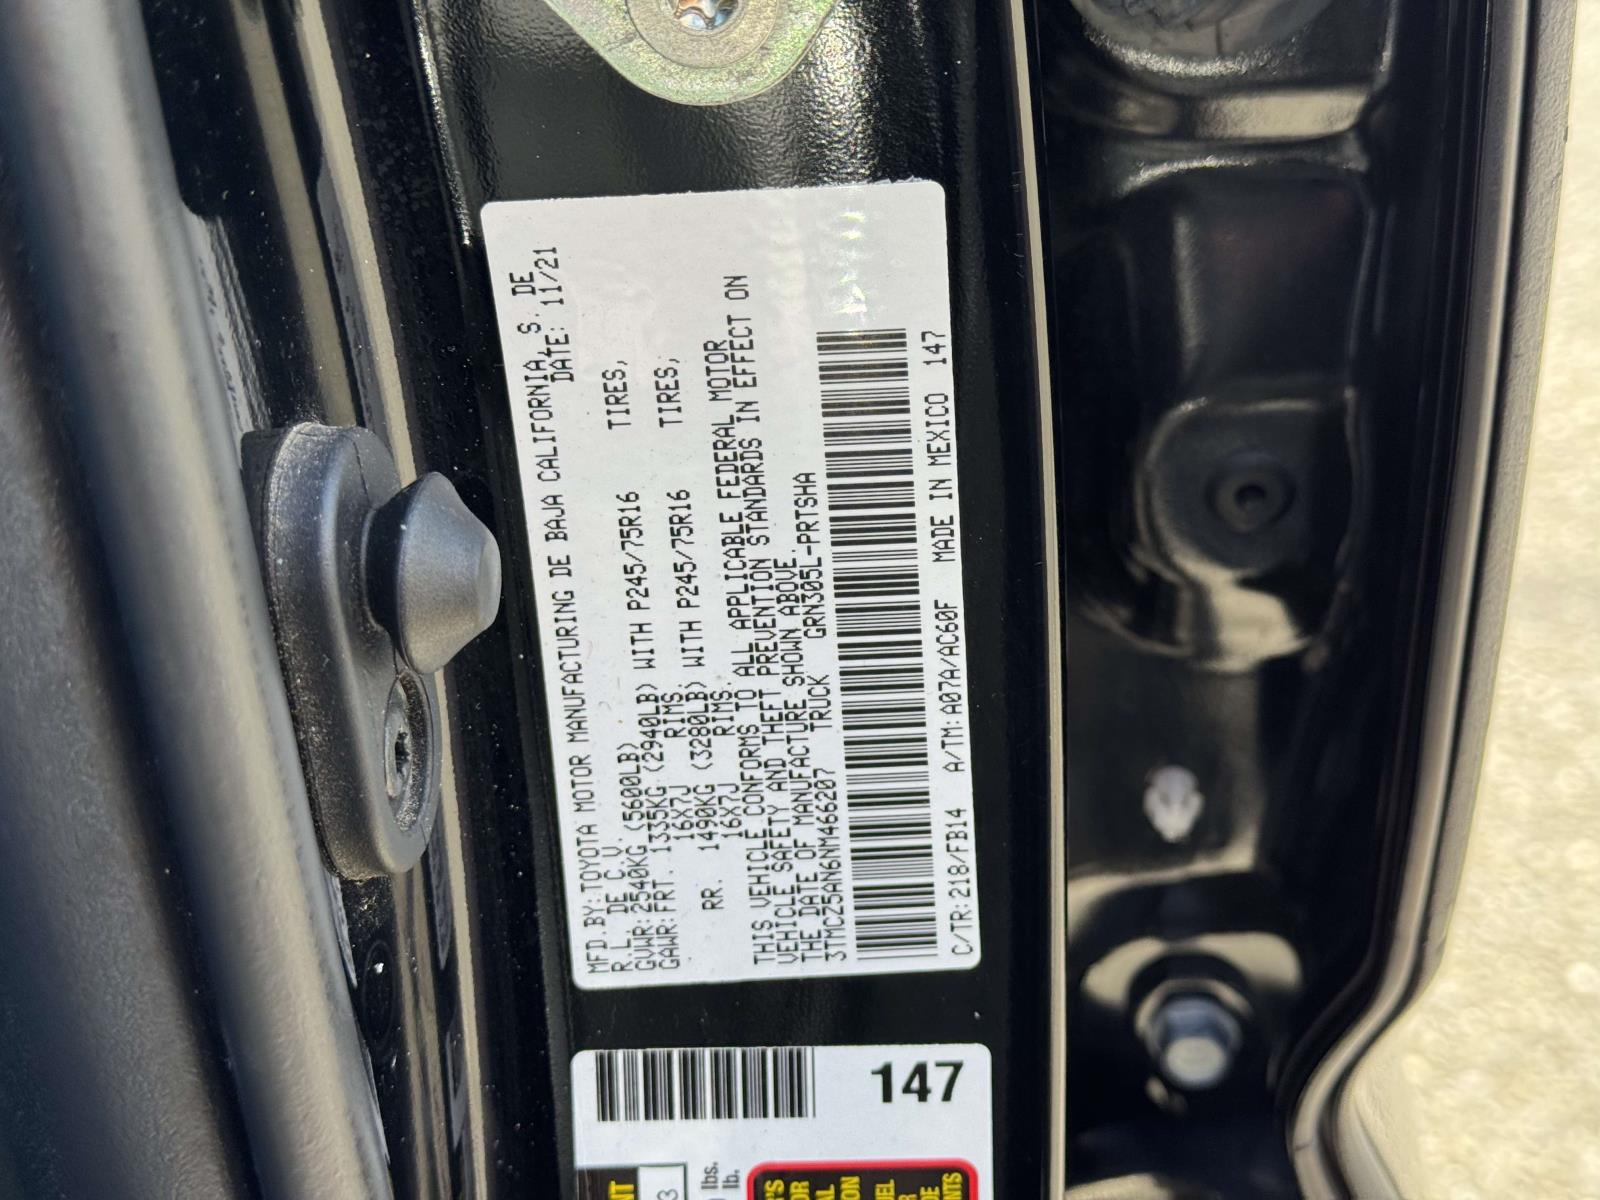 MFD.BY:TOYOTA MOTOR MANUFACTURING DE BAJA CALIFORNIA, S. DE
R.L. DE C.V. DATE: 11/21
GVWR:2540KG (5600LB)
GAWR:FRT. 1335KG (2940LB) WITH P245/75R16 TIRES,
16X7J RIMS.
RR. 1490KG (3280LB) WITH P245/75R16 TIRES,
16X7J RIMS.
THIS VEHICLE CONFORMS TO ALL APPLICABLE FEDERAL MOTOR
VEHICLE SAFETY AND THEFT PREVENTION STANDARDS IN EFFECT ON
THE DATE OF MANUFACTURE SHOWN ABOVE.
3TMCZ5AN6NM466207 TRUCK GRN305L-PRTSHA
C/TR:218/FB14 A/TM:A07A/AC60F MADE IN MEXICO 147
147
lbs.
lb.